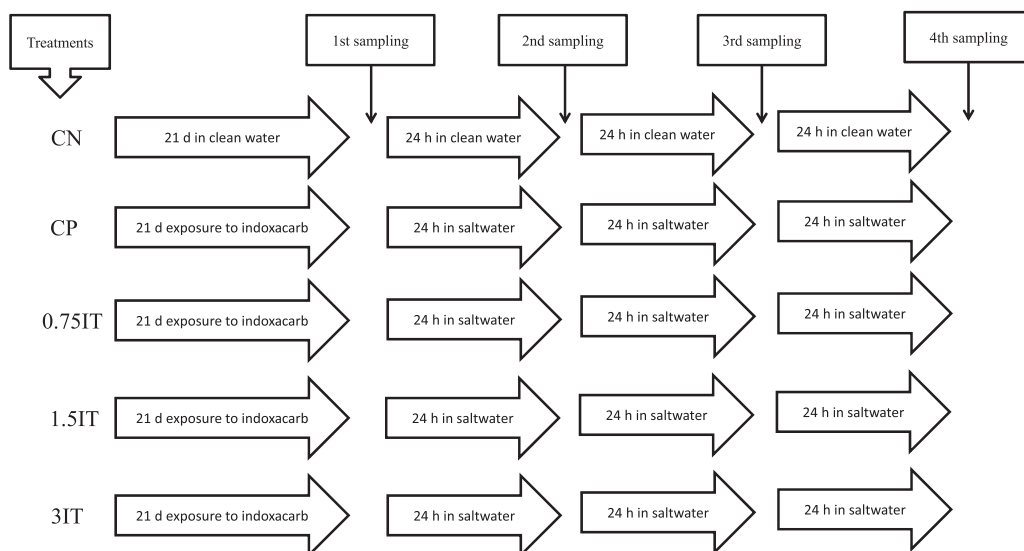 Treatments
1st sampling
2nd sampling
3rd sampling
4th sampling
CN
21 d in clean water
24 h in clean water
24 h in clean water
24 h in clean water
CP
21 d exposure to indoxacarb
24 h in saltwater
24 h in saltwater
24 h in saltwater
0.75IT
21 d exposure to indoxacarb
24 h in saltwater
24 h in saltwater
24 h in saltwater
1.5IT
21 d exposure to indoxacarb
24 h in saltwater
24 h in saltwater
24 h in saltwater
3IT
21 d exposure to indoxacarb
24 h in saltwater
24 h in saltwater
24 h in saltwater